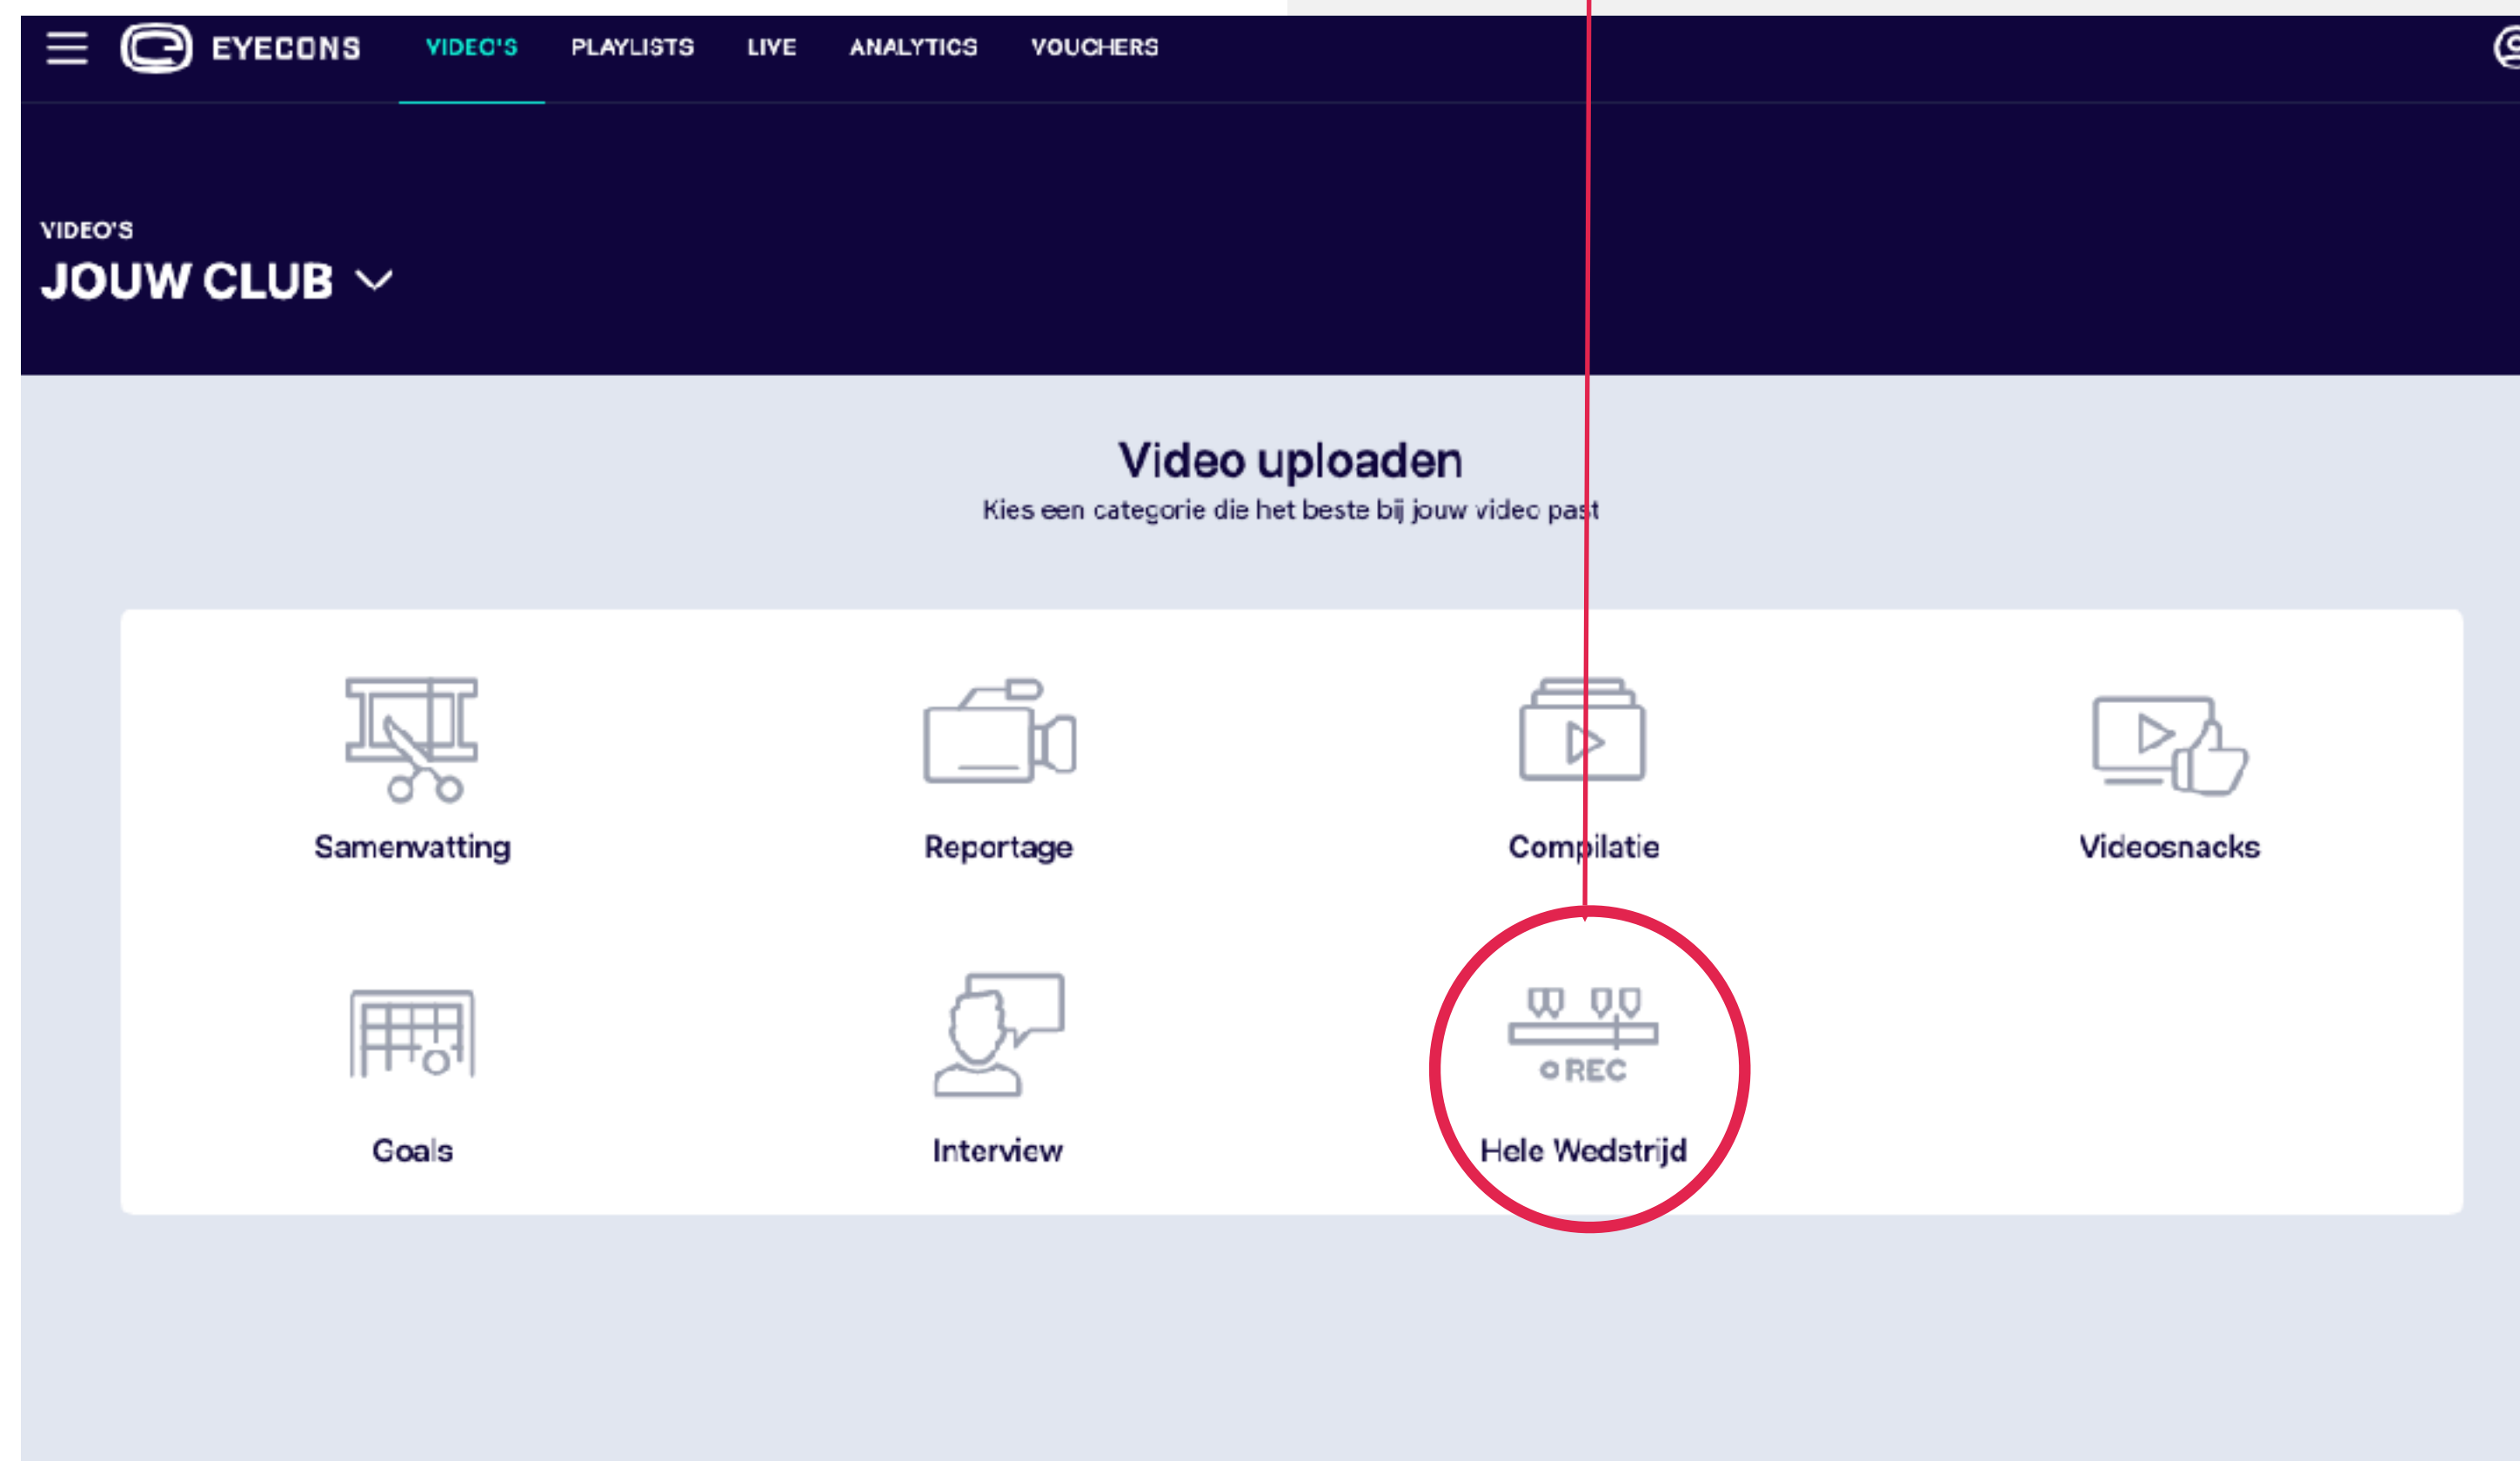 EYECONS VIDEO'S PLAYLISTS LIVE ANALYTICS VOUCHERS
VIDEO'S
JOUW CLUB
Video uploaden
Kies een categorie die het beste bij jouw video past
Samenvatting Reportage Compilatie Videosnacks
REC
Goals Interview Hele Wedstrijd